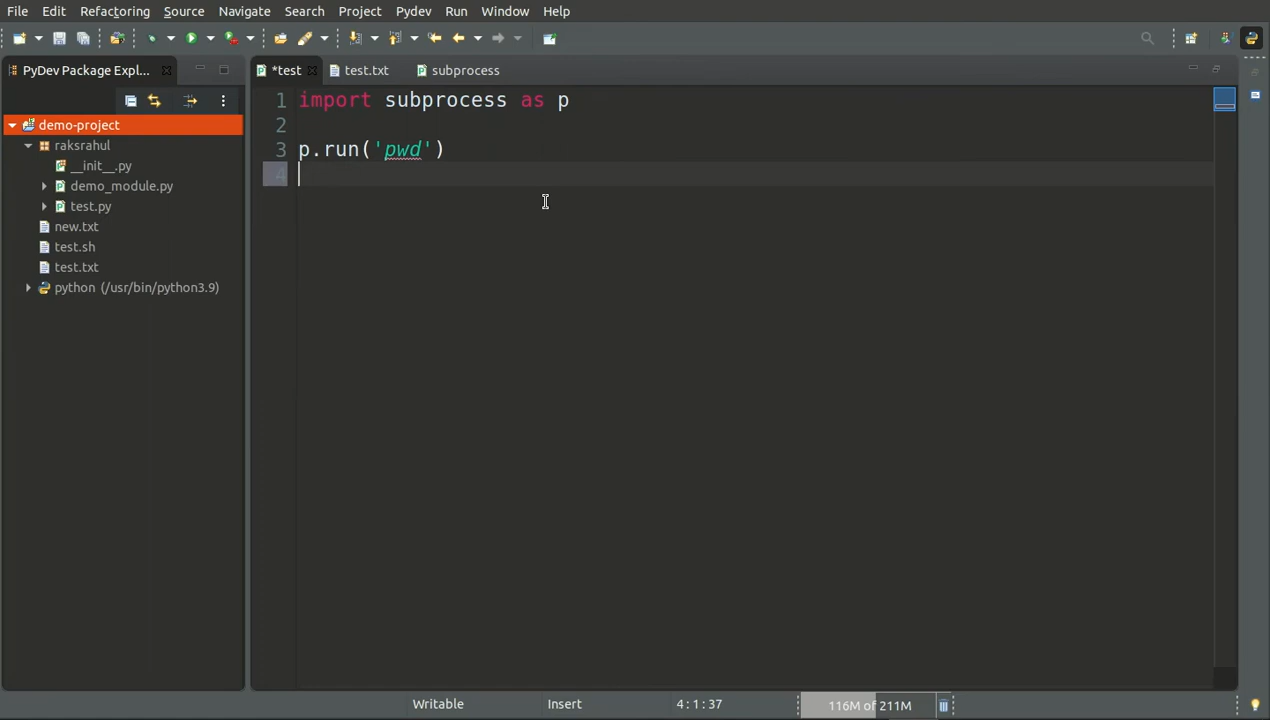 File Edit Refactoring Source Navigate Search Project Pydev Run Window Help
PyDev Package Expl...
*test test.txt subprocess
demo-project
raksrahul
__init__.py
demo_module.py
test.py
new.txt
test.sh
test.txt
python (/usr/bin/python3.9)
1 import subprocess as p
2
3 p.run('pwd')
4
Writable Insert 4:1:37 116M of 211M